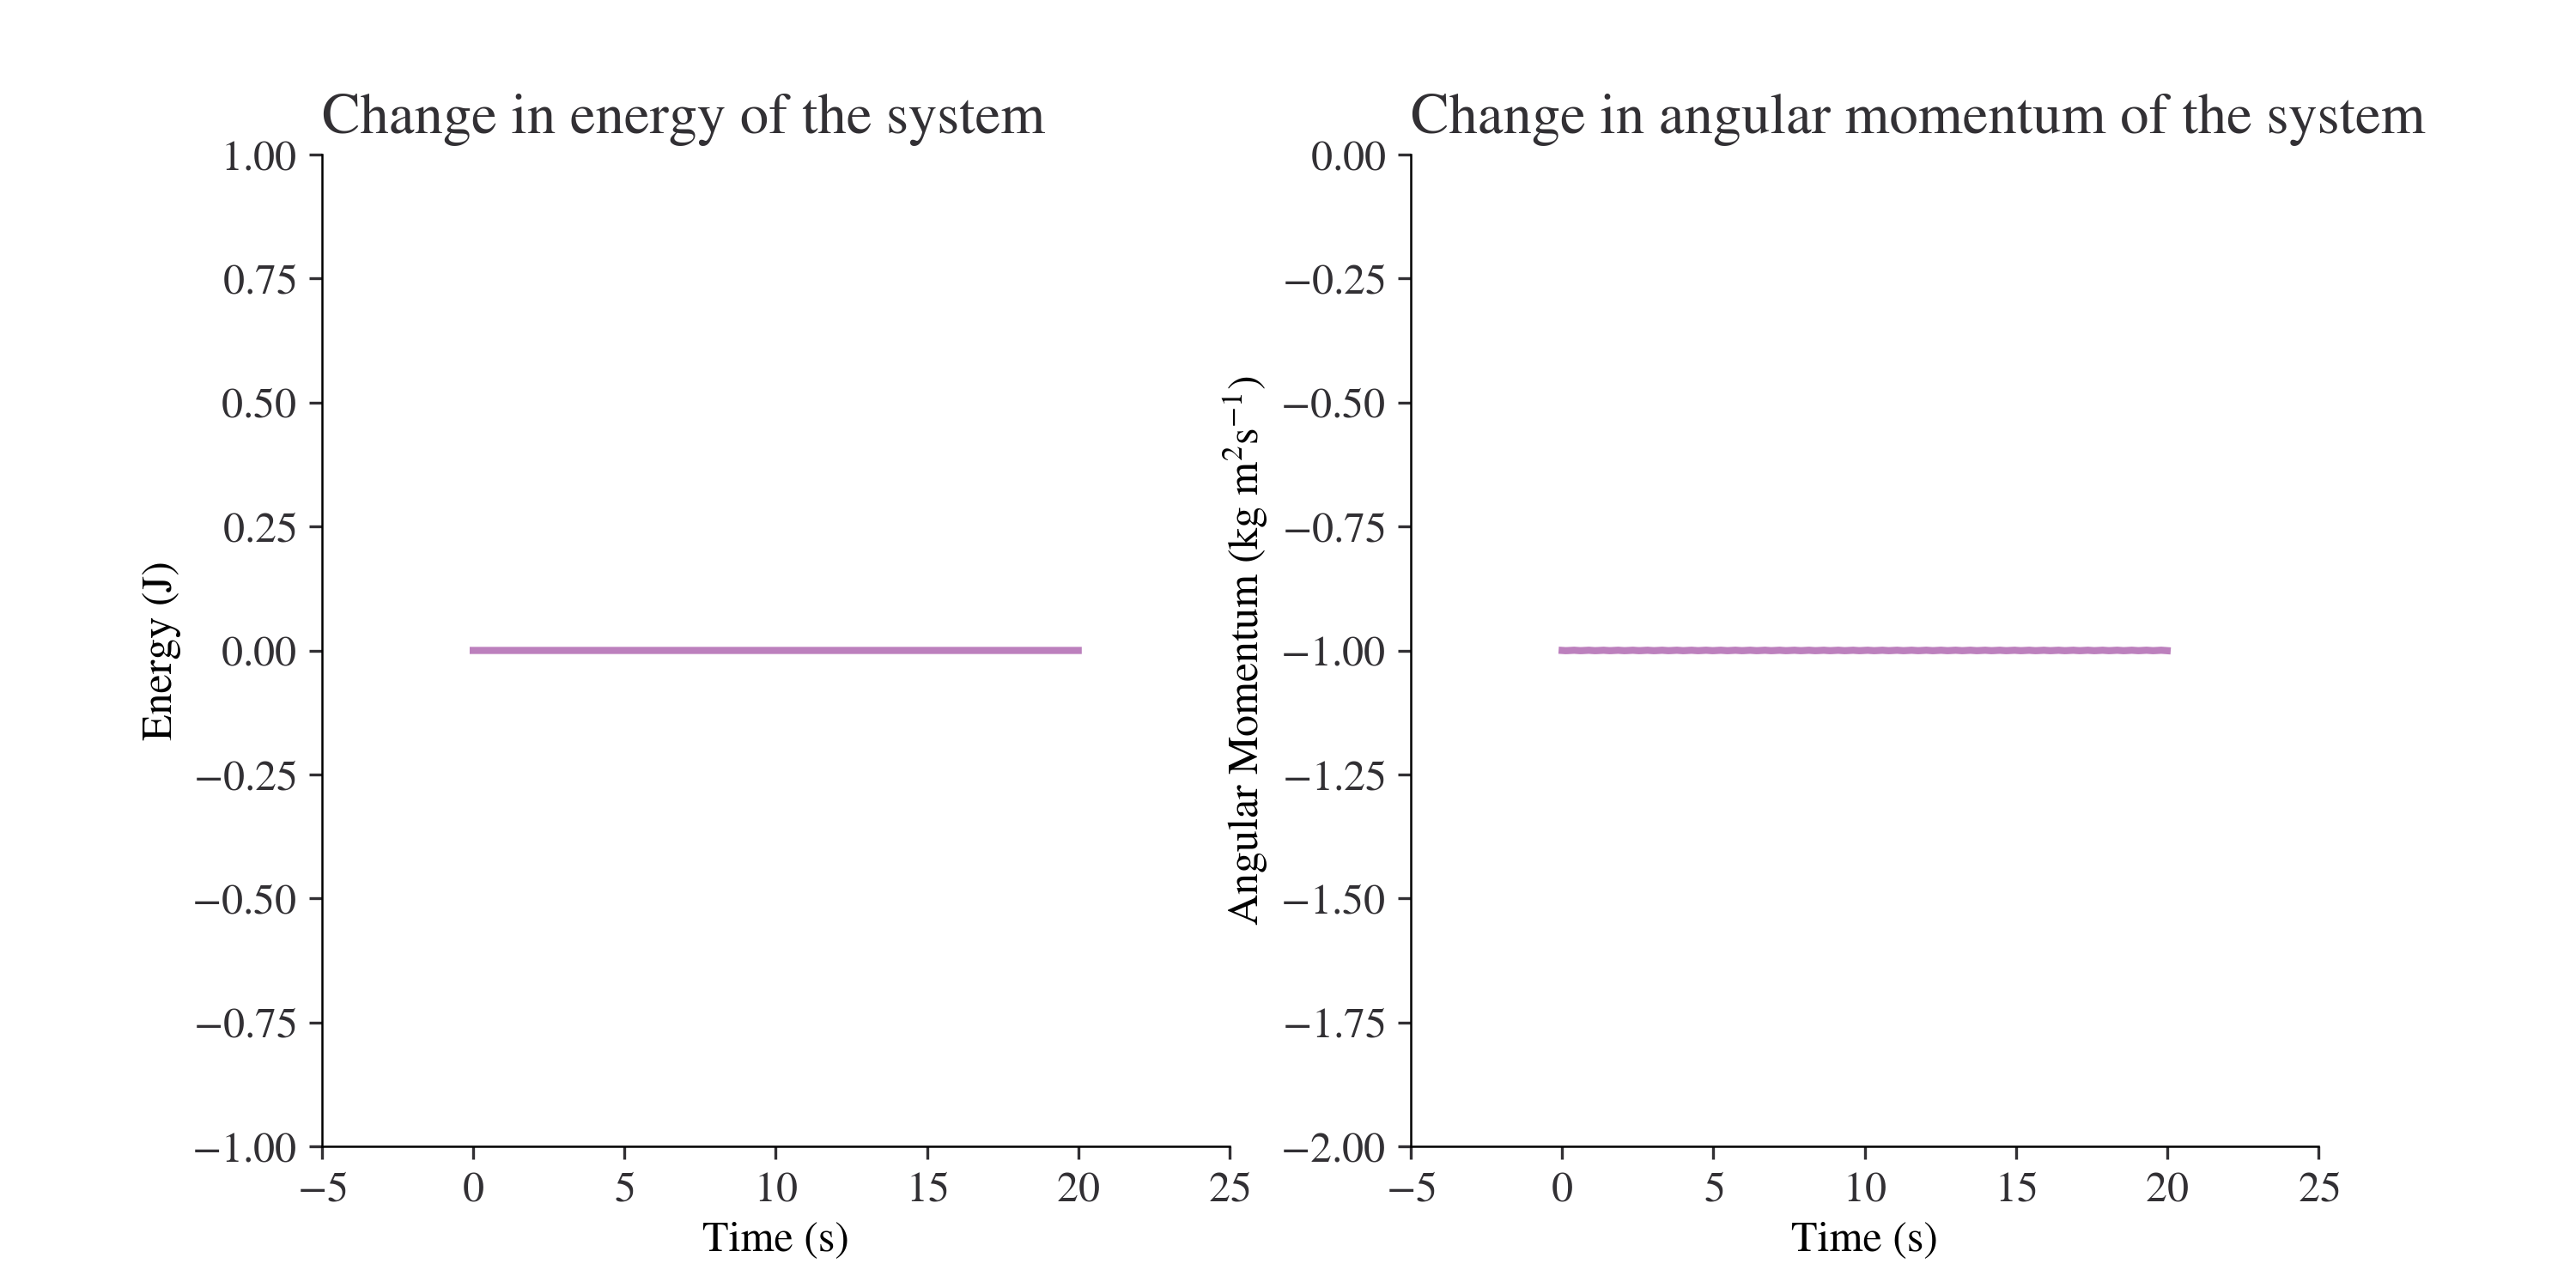 Change in energy of the system
1.00
0.75
0.50
0.25
0.00
−0.25
−0.50
−0.75
−1.00
Energy (J)
−5 0 5 10 15 20 25
Time (s)
Change in angular momentum of the system
0.00
−0.25
−0.50
−0.75
−1.00
−1.25
−1.50
−1.75
−2.00
Angular Momentum (kg m²s⁻¹)
−5 0 5 10 15 20 25
Time (s)